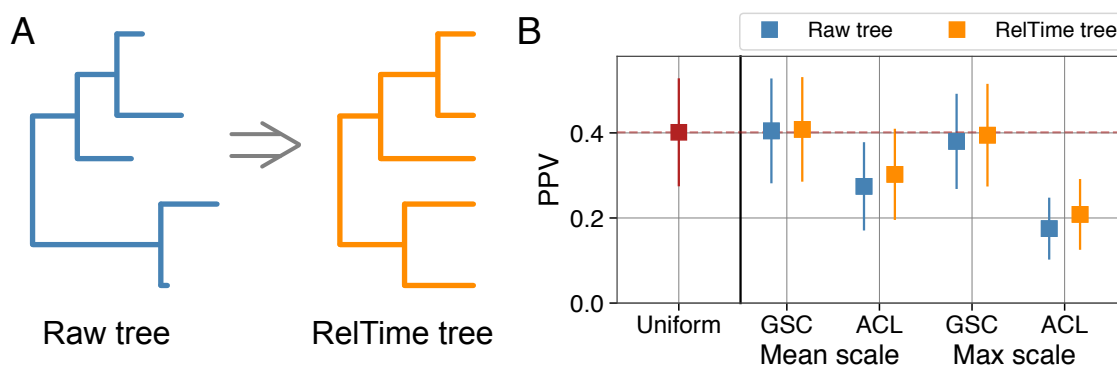 A
Raw tree
RelTime tree
B
Raw tree
RelTime tree
PPV
0.4
0.2
0.0
Uniform
GSC
ACL
GSC
ACL
Mean scale
Max scale